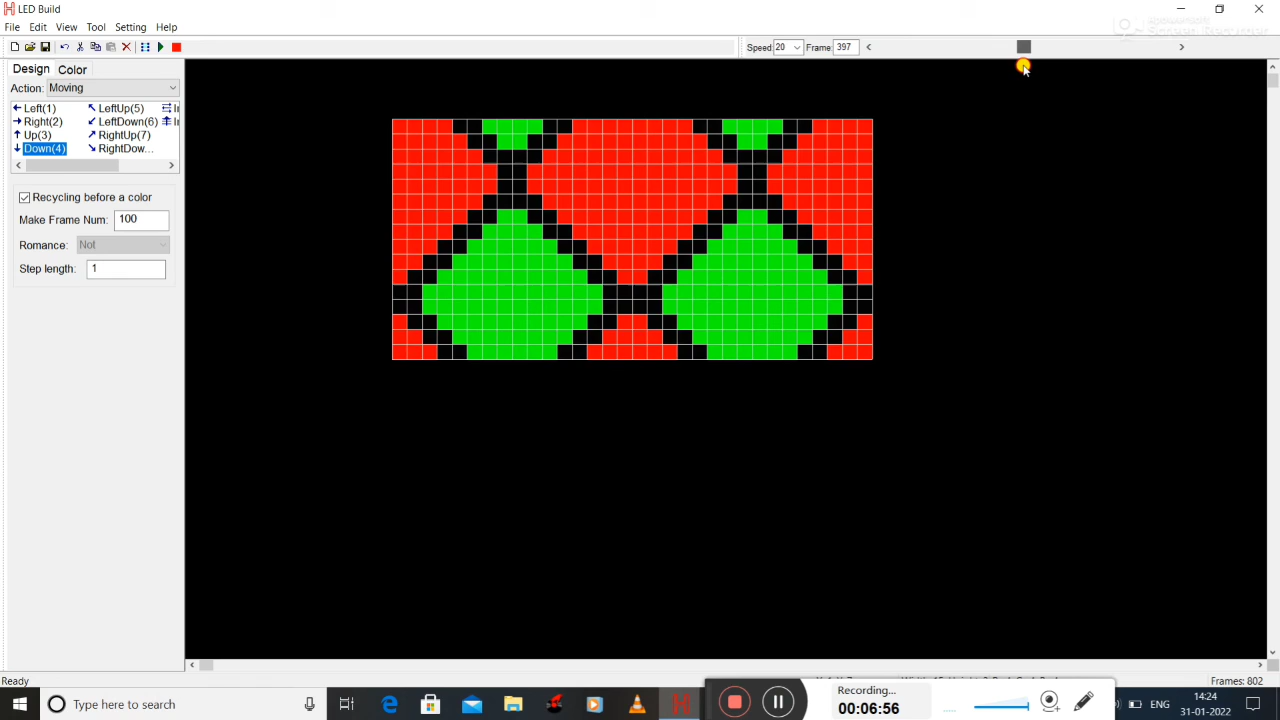 LED Build
File Edit View Tool Setting Help
Speed 20 Frame 397
Design Color
Action: Moving
Left(1) LeftUp(5)
Right(2) LeftDown(6)
Up(3) RightUp(7)
Down(4) RightDow...
Recycling before a color
Make Frame Num: 100
Romance: Not
Step length: 1
Ready
Frames: 802
Recording...
00:06:56
Type here to search
ENG
14:24
31-01-2022
Screen Recorder